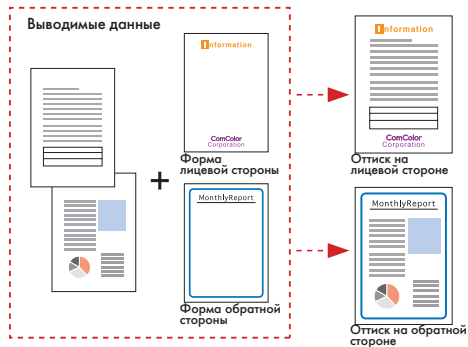 Выводимые данные
Information
ComColor
Corporation
Форма
лицевой стороны
MonthlyReport
Форма обратной
стороны
Information
ComColor
Corporation
Оттиск на
лицевой стороне
MonthlyReport
Оттиск на обратной
стороне